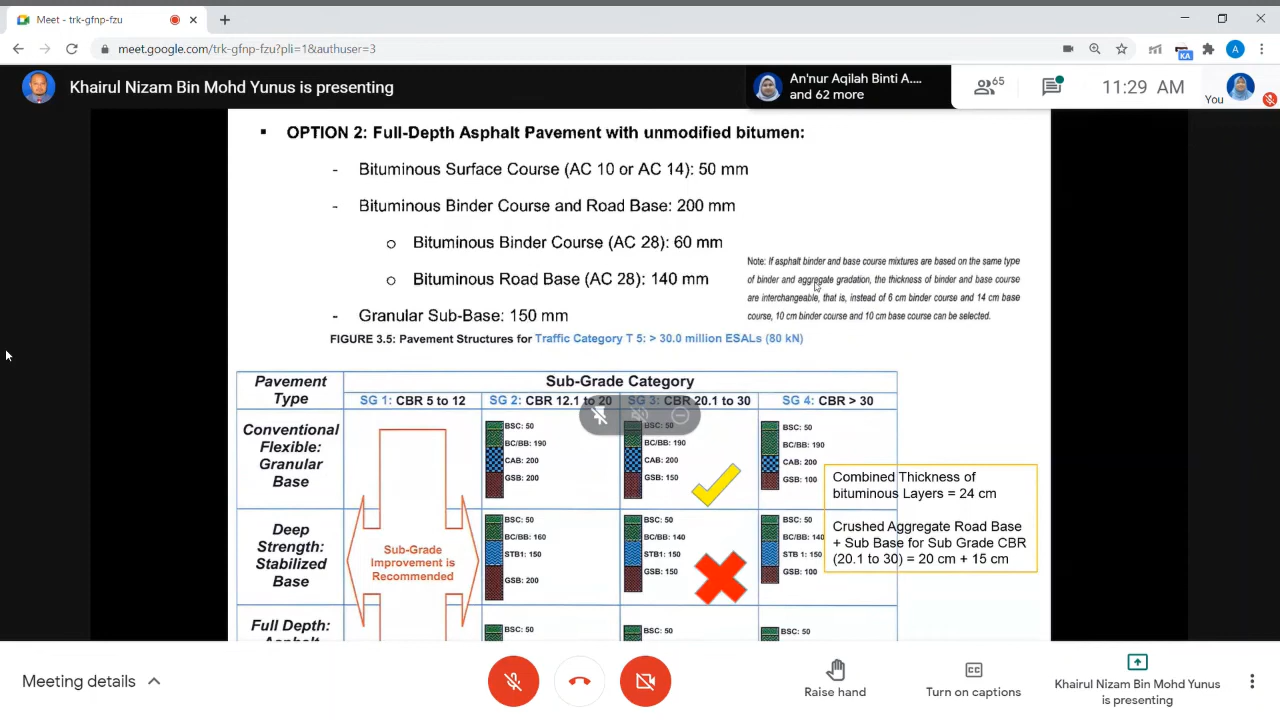 Meet - trk-gfnp-fzu
meet.google.com/trk-gfnp-fzu?pli=1&authuser=3
KA
A
Khairul Nizam Bin Mohd Yunus is presenting
An'nur Aqilah Binti A....
and 62 more
65
11:29 AM
You
▪ OPTION 2: Full-Depth Asphalt Pavement with unmodified bitumen:
- Bituminous Surface Course (AC 10 or AC 14): 50 mm
- Bituminous Binder Course and Road Base: 200 mm
o Bituminous Binder Course (AC 28): 60 mm
o Bituminous Road Base (AC 28): 140 mm
- Granular Sub-Base: 150 mm
Note: If asphalt binder and base course mixtures are based on the same type
of binder and aggregate gradation, the thickness of binder and base course
are interchangeable, that is, instead of 6 cm binder course and 14 cm base
course, 10 cm binder course and 10 cm base course can be selected.
FIGURE 3.5: Pavement Structures for Traffic Category T 5: > 30.0 million ESALs (80 kN)
Pavement
Type
Sub-Grade Category
SG 1: CBR 5 to 12
SG 2: CBR 12.1 to 20
SG 3: CBR 20.1 to 30
SG 4: CBR > 30
Conventional
Flexible:
Granular
Base
BSC: 50
BC/BB: 190
CAB: 200
GSB: 200
BSC: 50
BC/BB: 190
CAB: 200
GSB: 150
BSC: 50
BC/BB: 190
CAB: 200
GSB: 100
Combined Thickness of
bituminous Layers = 24 cm
Crushed Aggregate Road Base
+ Sub Base for Sub Grade CBR
(20.1 to 30) = 20 cm + 15 cm
Deep
Strength:
Stabilized
Base
Sub-Grade
Improvement is
Recommended
BSC: 50
BC/BB: 160
STB1: 150
GSB: 200
BSC: 50
BC/BB: 140
STB1: 150
GSB: 150
BSC: 50
BC/BB: 140
STB 1: 150
GSB: 100
Full Depth:
Asphalt
BSC: 50
BSC: 50
BSC: 50
Meeting details
Raise hand
CC
Turn on captions
Khairul Nizam Bin Mohd Yunus
is presenting